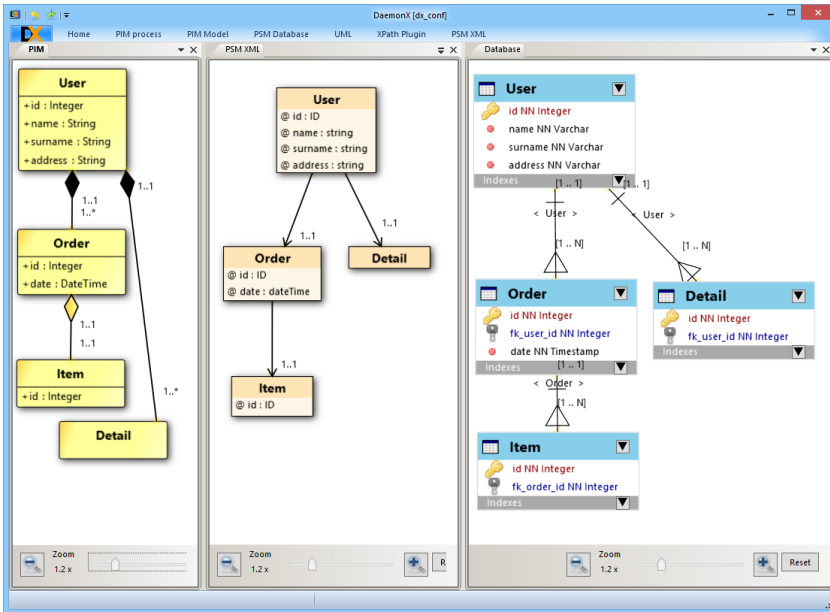 DaemonX [dx_conf]
DX Home PIM process PIM Model PSM Database UML XPath Plugin PSM XML
PIM
User
+id : Integer
+name : String
+surname : String
+address : String
1..1
1..1
1..*
Order
+id : Integer
+date : DateTime
1..1
1..1
Item
+id : Integer
1..*
Detail
Zoom
1.2 x
PSM XML
User
@ id : ID
@ name : string
@ surname : string
@ address : string
1..1
1..1
Order
@ id : ID
@ date : dateTime
Detail
1..1
Item
@ id : ID
Zoom
1.2 x
R
Database
User
id NN Integer
name NN Varchar
surname NN Varchar
address NN Varchar
Indexes
[1 .. 1]
[1 .. 1]
< User >
< User >
[1 .. N]
[1 .. N]
Order
id NN Integer
fk_user_id NN Integer
date NN Timestamp
Indexes
Detail
id NN Integer
fk_user_id NN Integer
Indexes
[1 .. 1]
< Order >
[1 .. N]
Item
id NN Integer
fk_order_id NN Integer
Indexes
Zoom
1.2 x
Reset